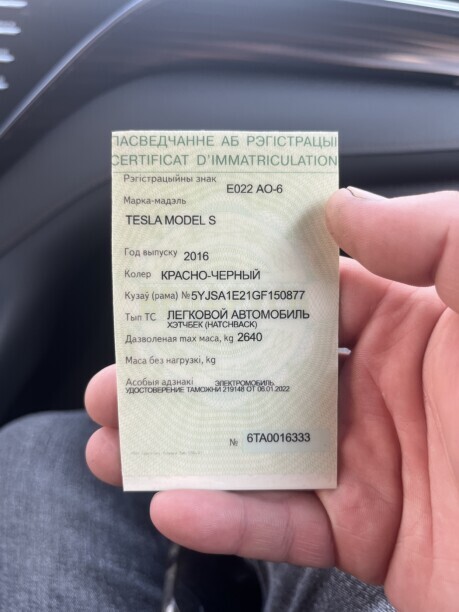 ПАСВЕДЧАННЕ АБ РЭГІСТРАЦЫІ
CERTIFICAT D'IMMATRICULATION
Рэгістрацыйны знак E022 AO-6
Марка-мадэль
TESLA MODEL S
Год выпуску 2016
Колер КРАСНО-ЧЕРНЫЙ
Кузаў (рама) № 5YJSA1E21GF150877
Тып ТС ЛЕГКОВОЙ АВТОМОБИЛЬ
ХЭТЧБЕК (HATCHBACK)
Дазволеная max маса, kg 2640
Маса без нагрузкі, kg
Асобыя адзнакі ЭЛЕКТРОМОБИЛЬ,
УДОСТОВЕРЕНИЕ ТАМОЖНИ 219148 ОТ 06.01.2022
№ 6TA0016333